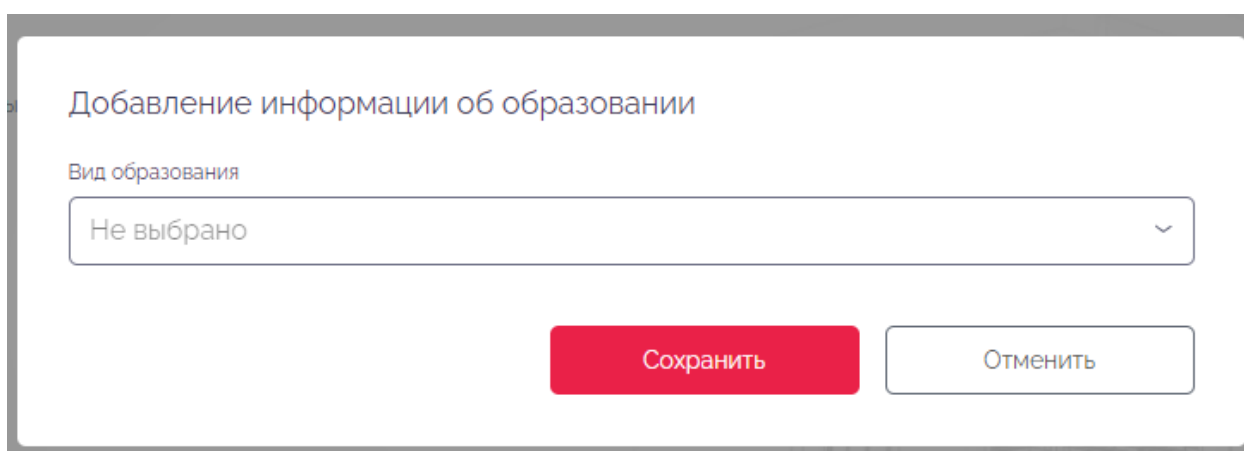 Добавление информации об образовании
Вид образования
Не выбрано
Сохранить
Отменить